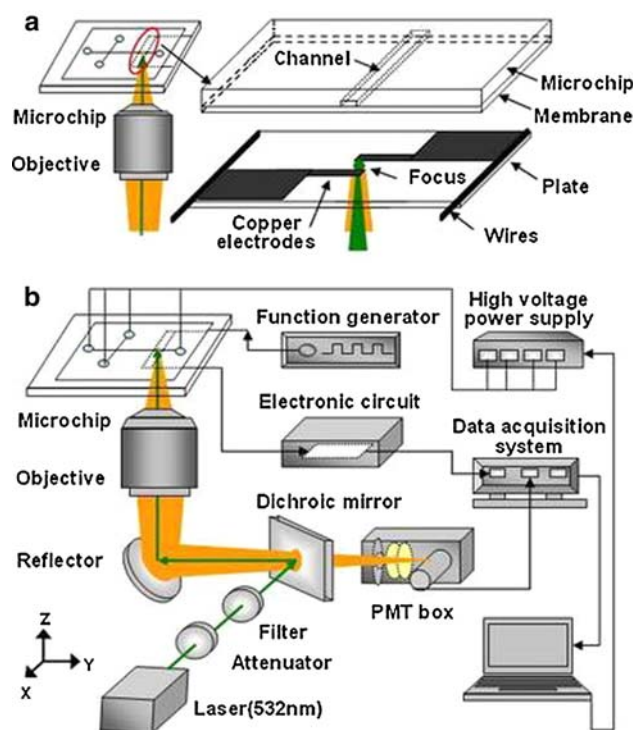 a
Channel
Microchip
Membrane
Microchip
Objective
Focus
Plate
Copper
electrodes
Wires
b
Function generator
High voltage
power supply
Microchip
Electronic circuit
Data acquisition
system
Objective
Dichroic mirror
Reflector
PMT box
Filter
Attenuator
Z
Y
X
Laser(532nm)